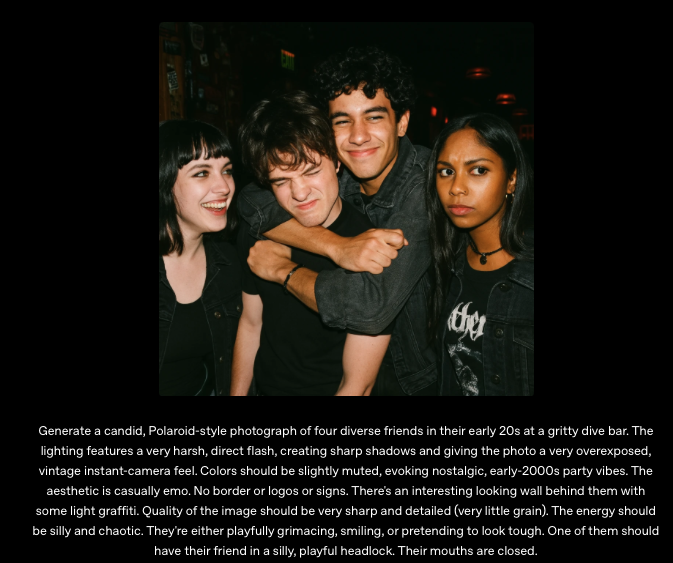 EXIT
ther
Generate a candid, Polaroid-style photograph of four diverse friends in their early 20s at a gritty dive bar. The
lighting features a very harsh, direct flash, creating sharp shadows and giving the photo a very overexposed,
vintage instant-camera feel. Colors should be slightly muted, evoking nostalgic, early-2000s party vibes. The
aesthetic is casually emo. No border or logos or signs. There's an interesting looking wall behind them with
some light graffiti. Quality of the image should be very sharp and detailed (very little grain). The energy should
be silly and chaotic. They're either playfully grimacing, smiling, or pretending to look tough. One of them should
have their friend in a silly, playful headlock. Their mouths are closed.